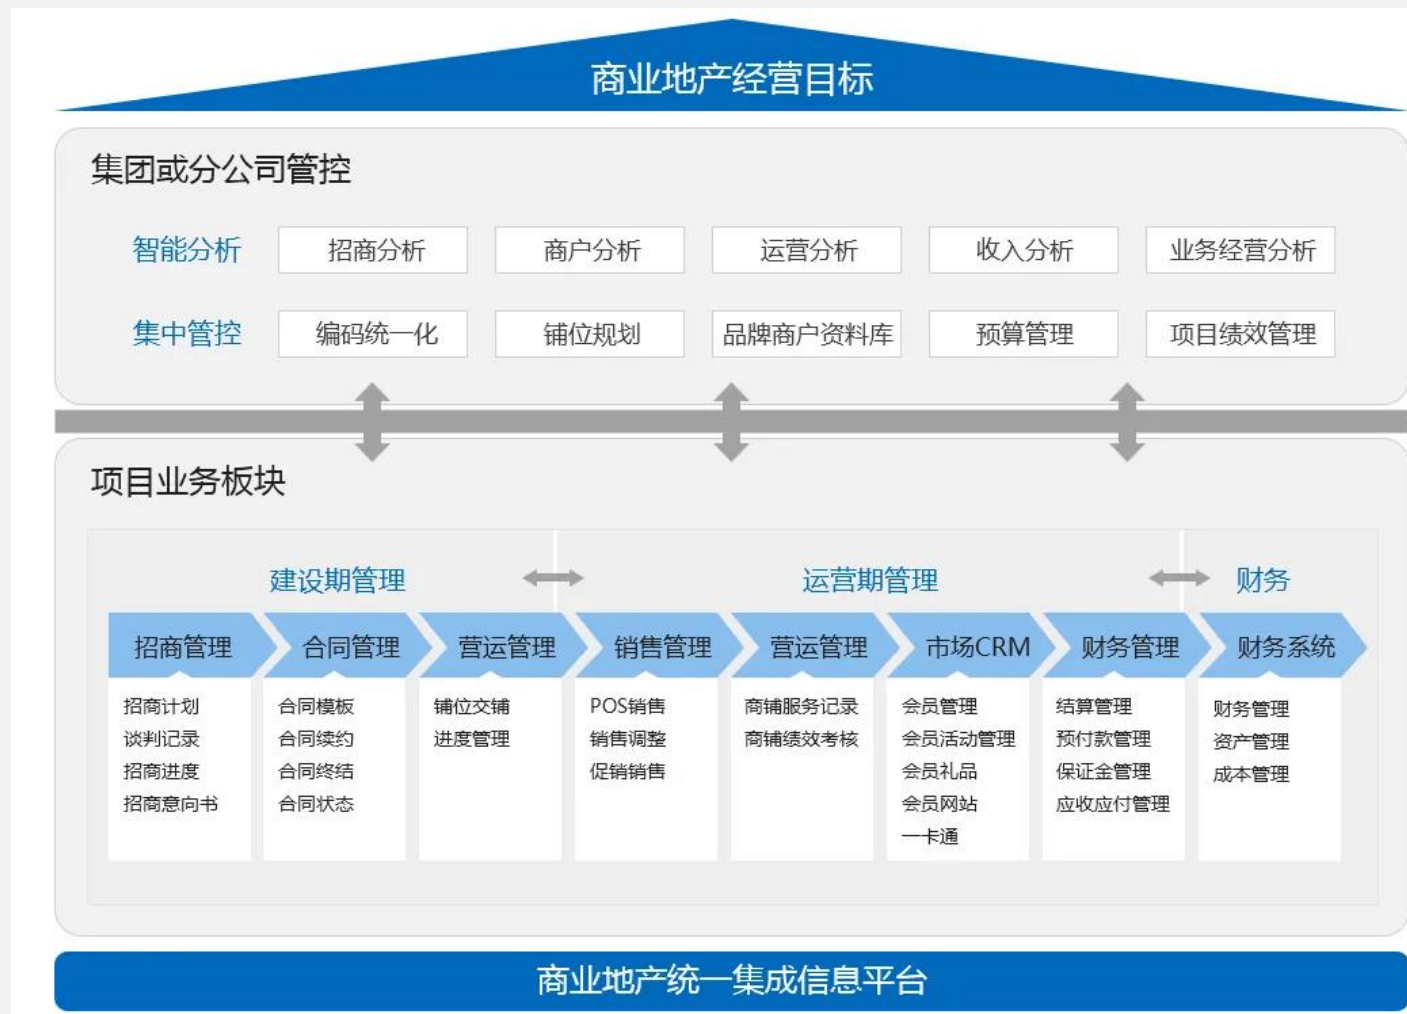 商业地产经营目标
集团或分公司管控
智能分析 招商分析 商户分析 运营分析 收入分析 业务经营分析
集中管控 编码统一化 铺位规划 品牌商户资料库 预算管理 项目绩效管理
项目业务板块
建设期管理 运营期管理 财务
招商管理 合同管理 营运管理 销售管理 营运管理 市场CRM 财务管理 财务系统
招商计划
谈判记录
招商进度
招商意向书
合同模板
合同续约
合同终结
合同状态
铺位交铺
进度管理
POS销售
销售调整
促销销售
商铺服务记录
商铺绩效考核
会员管理
会员活动管理
会员礼品
会员网站
一卡通
结算管理
预付款管理
保证金管理
应收应付管理
财务管理
资产管理
成本管理
商业地产统一集成信息平台